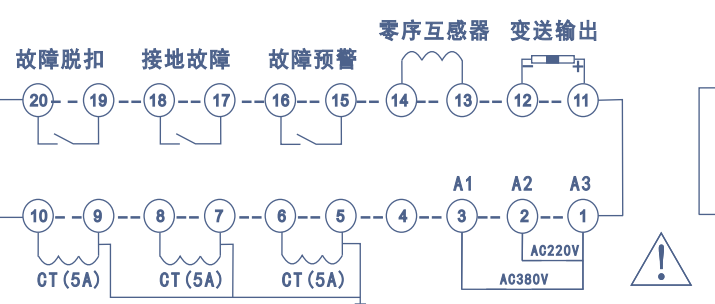 零序互感器 变送输出
故障脱扣 接地故障 故障预警
− +
20 19 18 17 16 15 14 13 12 11
A1 A2 A3
10 9 8 7 6 5 4 3 2 1
AC220V
CT(5A) CT(5A) CT(5A) AC380V
!